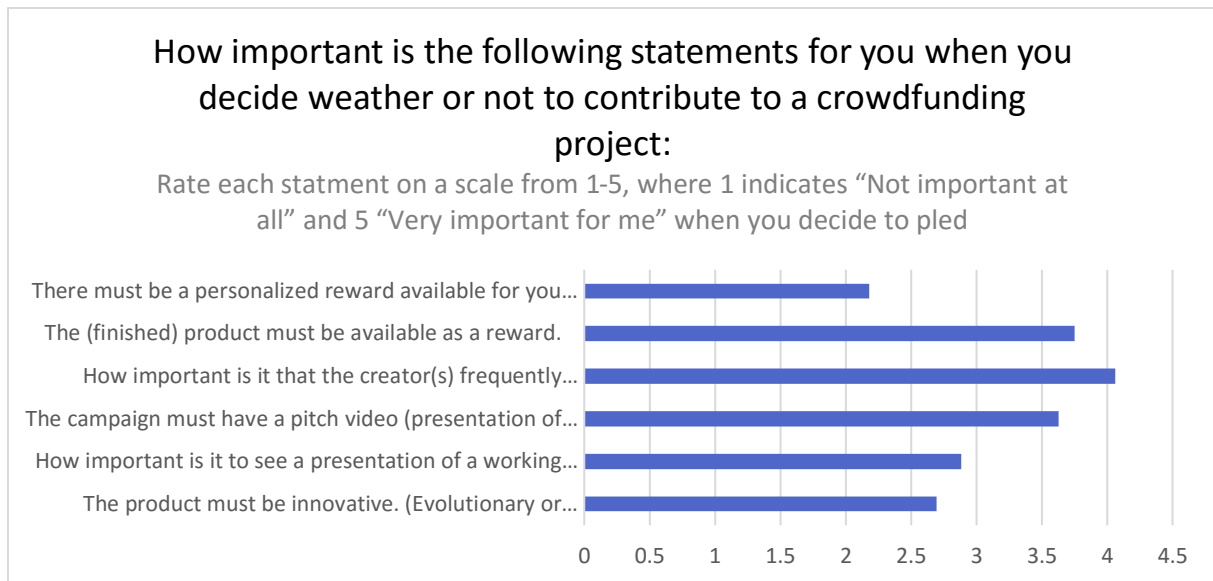 How important is the following statements for you when you
decide weather or not to contribute to a crowdfunding
project:
Rate each statment on a scale from 1-5, where 1 indicates “Not important at
all” and 5 “Very important for me” when you decide to pled
There must be a personalized reward available for you...
The (finished) product must be available as a reward.
How important is it that the creator(s) frequently...
The campaign must have a pitch video (presentation of...
How important is it to see a presentation of a working...
The product must be innovative. (Evolutionary or...
0 0.5 1 1.5 2 2.5 3 3.5 4 4.5